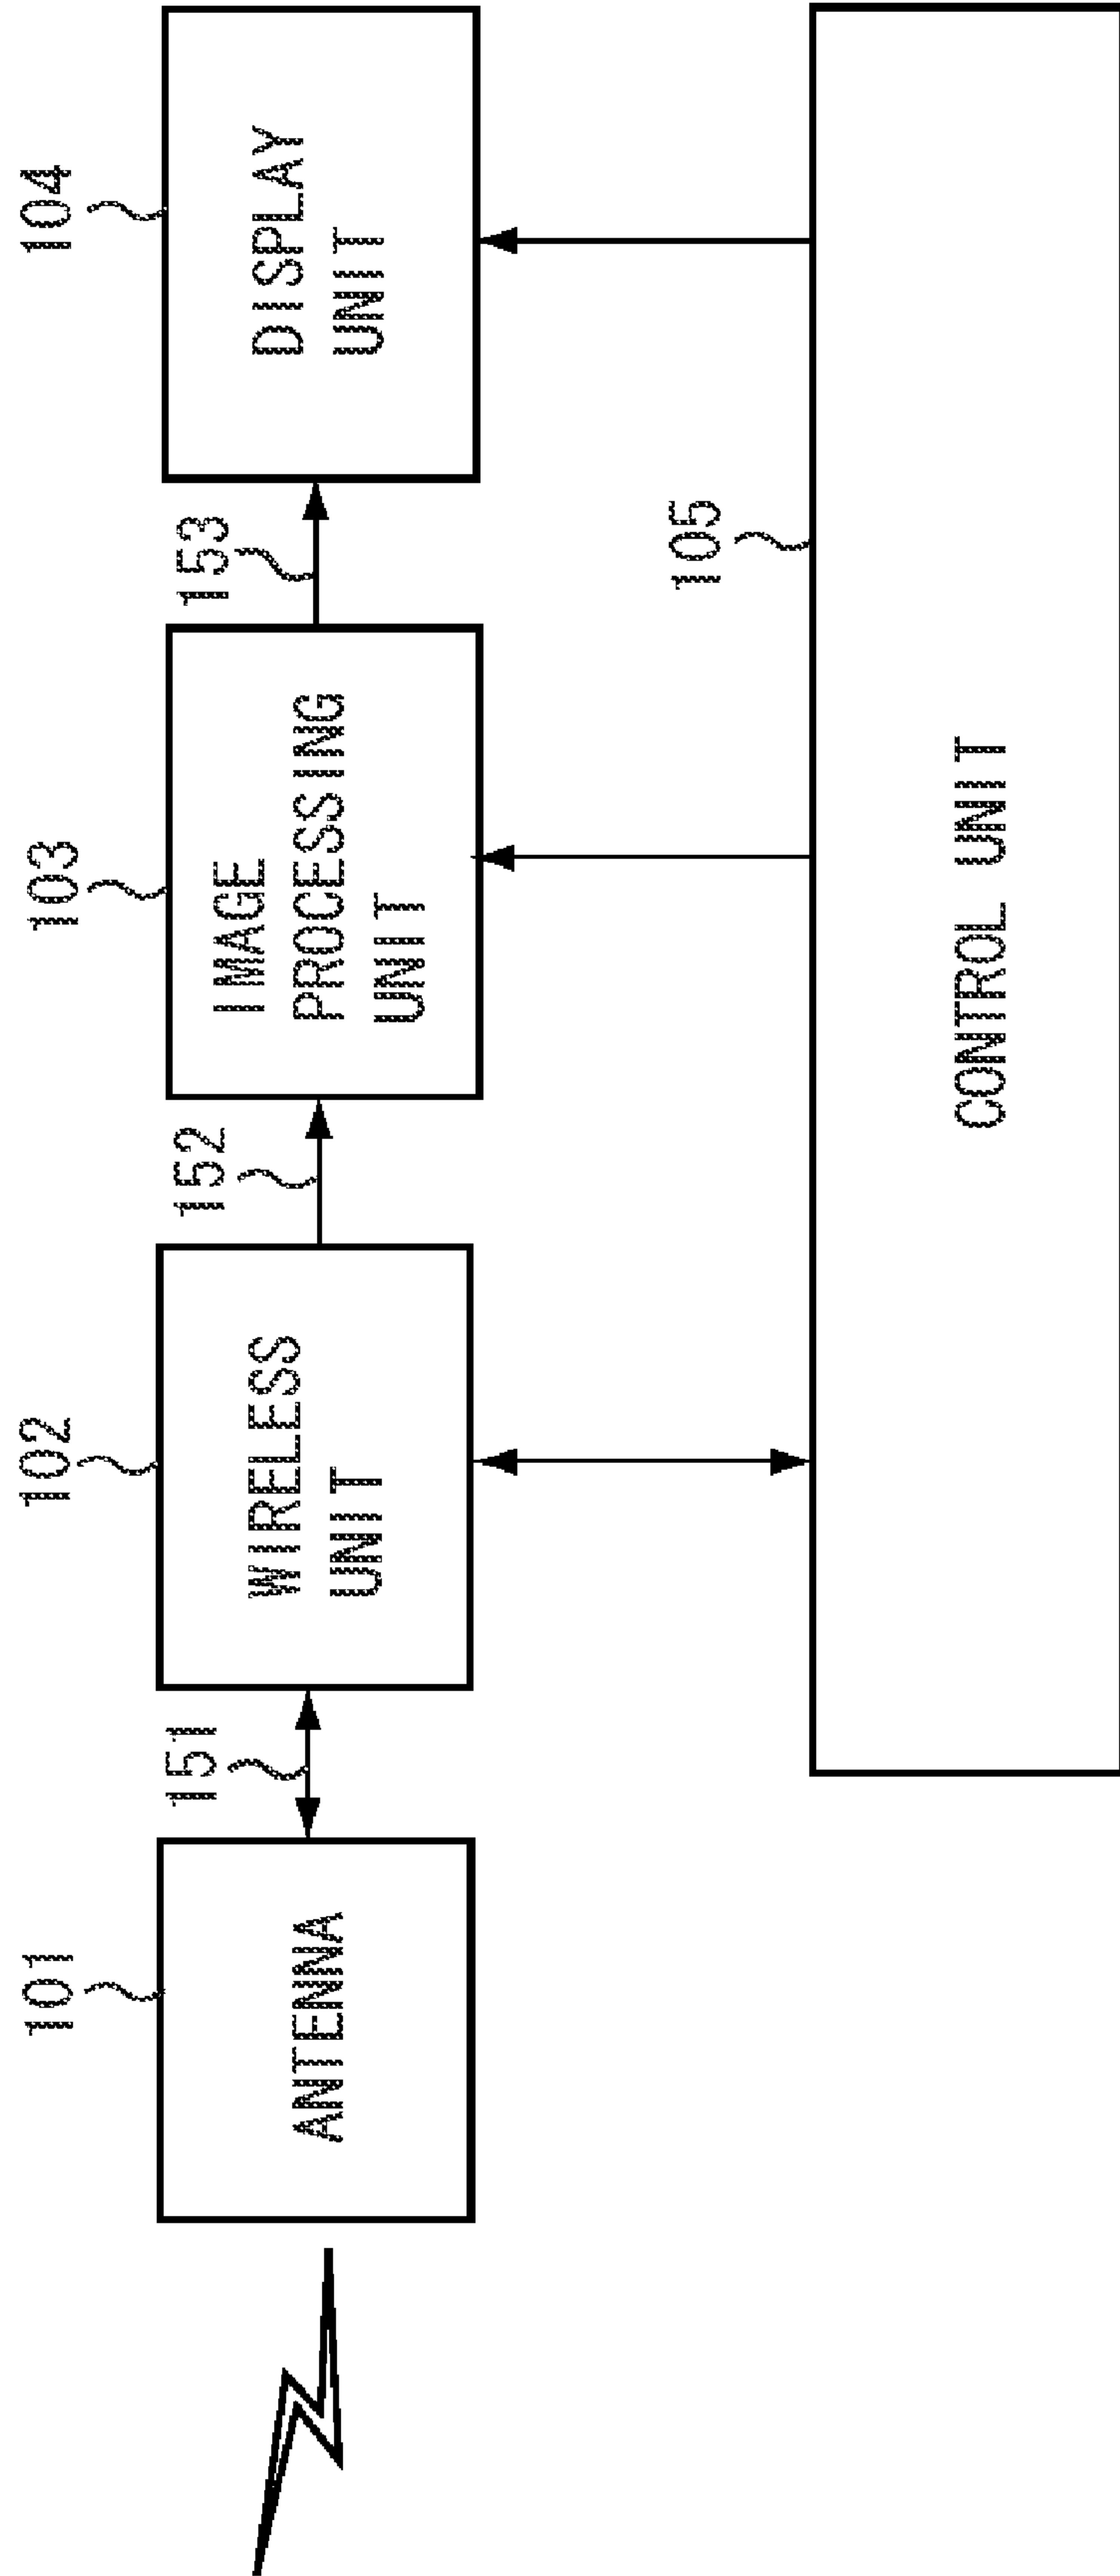 101
102
103
104
151
152
153
ANTENNA
WIRELESS
UNIT
IMAGE
PROCESSING
UNIT
DISPLAY
UNIT
105
CONTROL UNIT